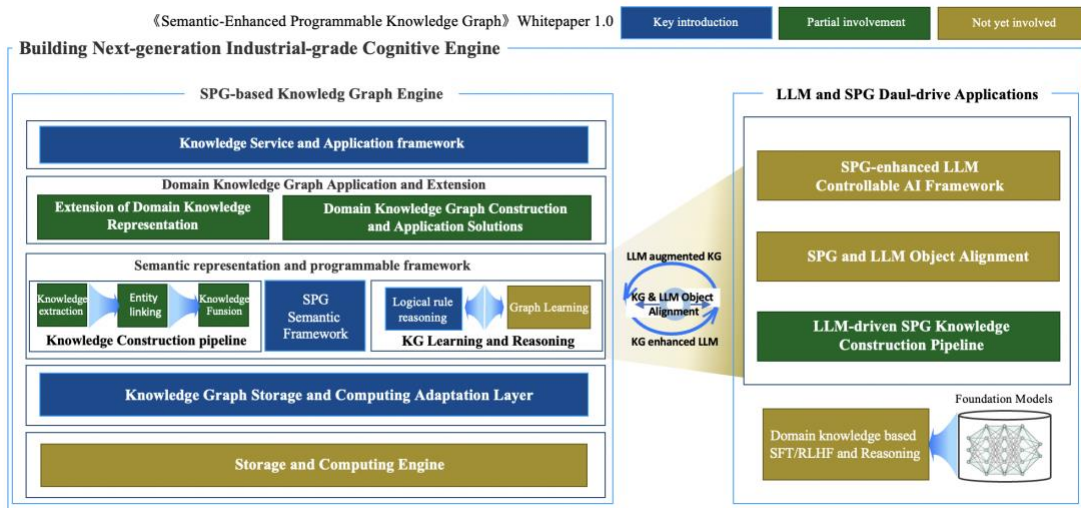 《Semantic-Enhanced Programmable Knowledge Graph》 Whitepaper 1.0
Key introduction
Partial involvement
Not yet involved
Building Next-generation Industrial-grade Cognitive Engine
SPG-based Knowledg Graph Engine
Knowledge Service and Application framework
Domain Knowledge Graph Application and Extension
Extension of Domain Knowledge
Representation
Domain Knowledge Graph Construction
and Application Solutions
Semantic representation and programmable framework
Knowledge
extraction
Entity
linking
Knowledge
Funsion
Knowledge Construction pipeline
SPG
Semantic
Framework
Logical rule
reasoning
Graph Learning
KG Learning and Reasoning
Knowledge Graph Storage and Computing Adaptation Layer
Storage and Computing Engine
LLM augmented KG
KG & LLM Object
Alignment
KG enhanced LLM
LLM and SPG Daul-drive Applications
SPG-enhanced LLM
Controllable AI Framework
SPG and LLM Object Alignment
LLM-driven SPG Knowledge
Construction Pipeline
Foundation Models
Domain knowledge based
SFT/RLHF and Reasoning